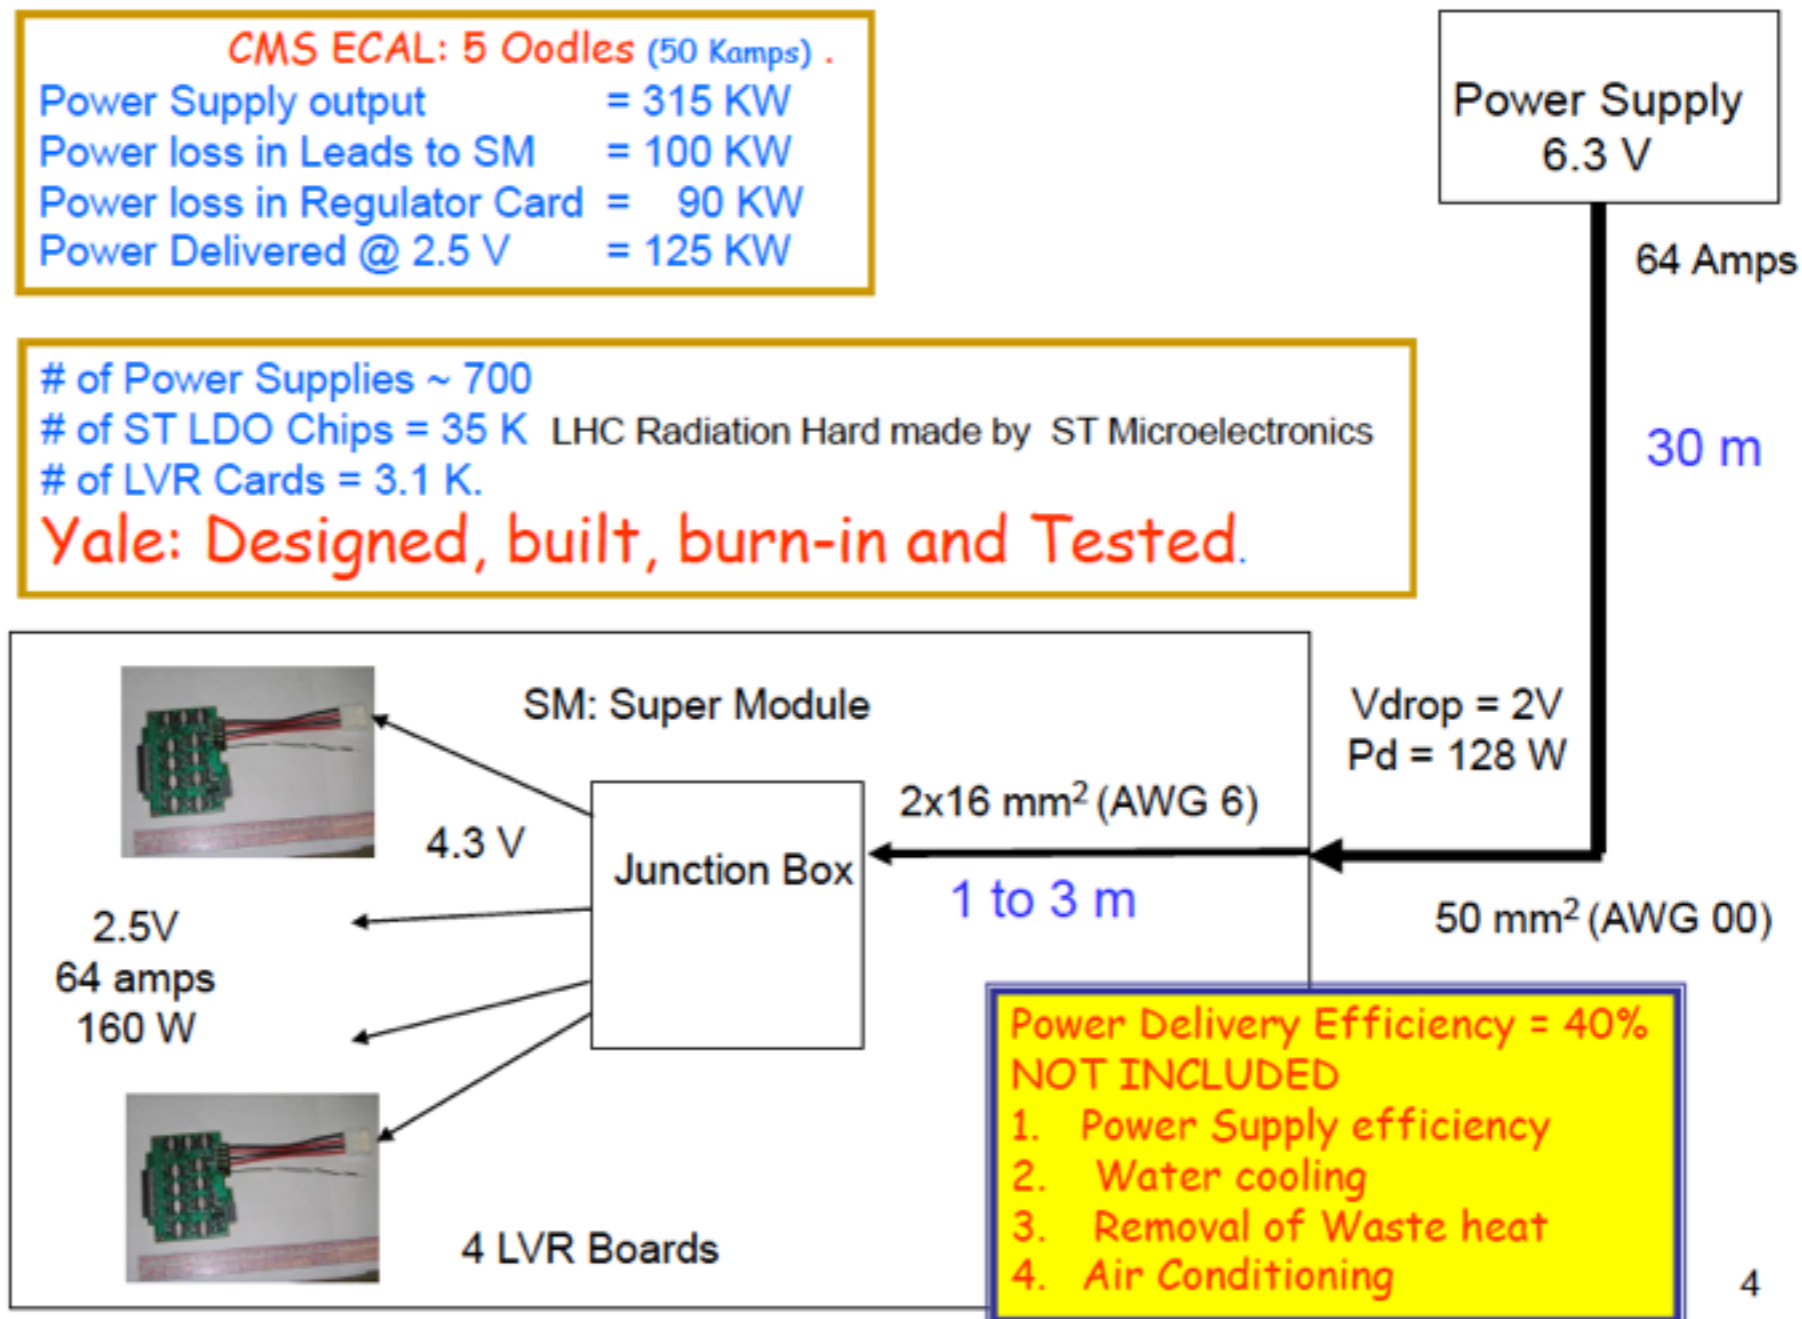 CMS ECAL: 5 Oodles (50 Kamps) .
Power Supply output = 315 KW
Power loss in Leads to SM = 100 KW
Power loss in Regulator Card = 90 KW
Power Delivered @ 2.5 V = 125 KW
Power Supply
6.3 V
64 Amps
30 m
# of Power Supplies ~ 700
# of ST LDO Chips = 35 K LHC Radiation Hard made by ST Microelectronics
# of LVR Cards = 3.1 K.
Yale: Designed, built, burn-in and Tested.
SM: Super Module
Vdrop = 2V
Pd = 128 W
2x16 mm² (AWG 6)
4.3 V
Junction Box
1 to 3 m
50 mm² (AWG 00)
2.5V
64 amps
160 W
4 LVR Boards
Power Delivery Efficiency = 40%
NOT INCLUDED
1. Power Supply efficiency
2. Water cooling
3. Removal of Waste heat
4. Air Conditioning
4